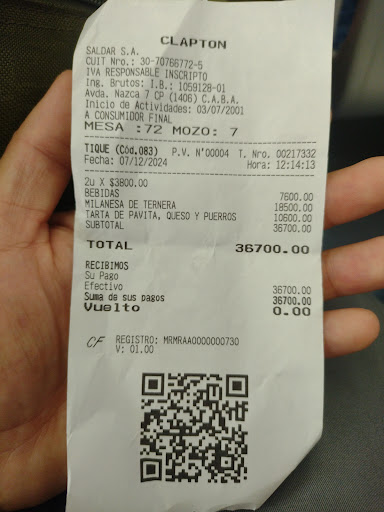 CLAPTON
SALDAR S.A.
CUIT Nro.: 30-70766772-5
IVA RESPONSABLE INSCRIPTO
Ing. Brutos: I.B.: 1059128-01
Avda. Nazca 7 CP (1406) C.A.B.A.
Inicio de Actividades: 03/07/2001
A CONSUMIDOR FINAL
MESA :72 MOZO: 7
TIQUE (Cód.083) P.V. N°00004 T. Nro. 00217332
Fecha: 07/12/2024 Hora: 12:14:13
2u X $3800.00
BEBIDAS 7600.00
MILANESA DE TERNERA 18500.00
TARTA DE PAVITA, QUESO Y PUERROS 10600.00
SUBTOTAL 36700.00
TOTAL 36700.00
RECIBIMOS
Su Pago
Efectivo 36700.00
Suma de sus pagos 36700.00
Vuelto 0.00
CF REGISTRO: MRMRAA0000000730
V: 01.00